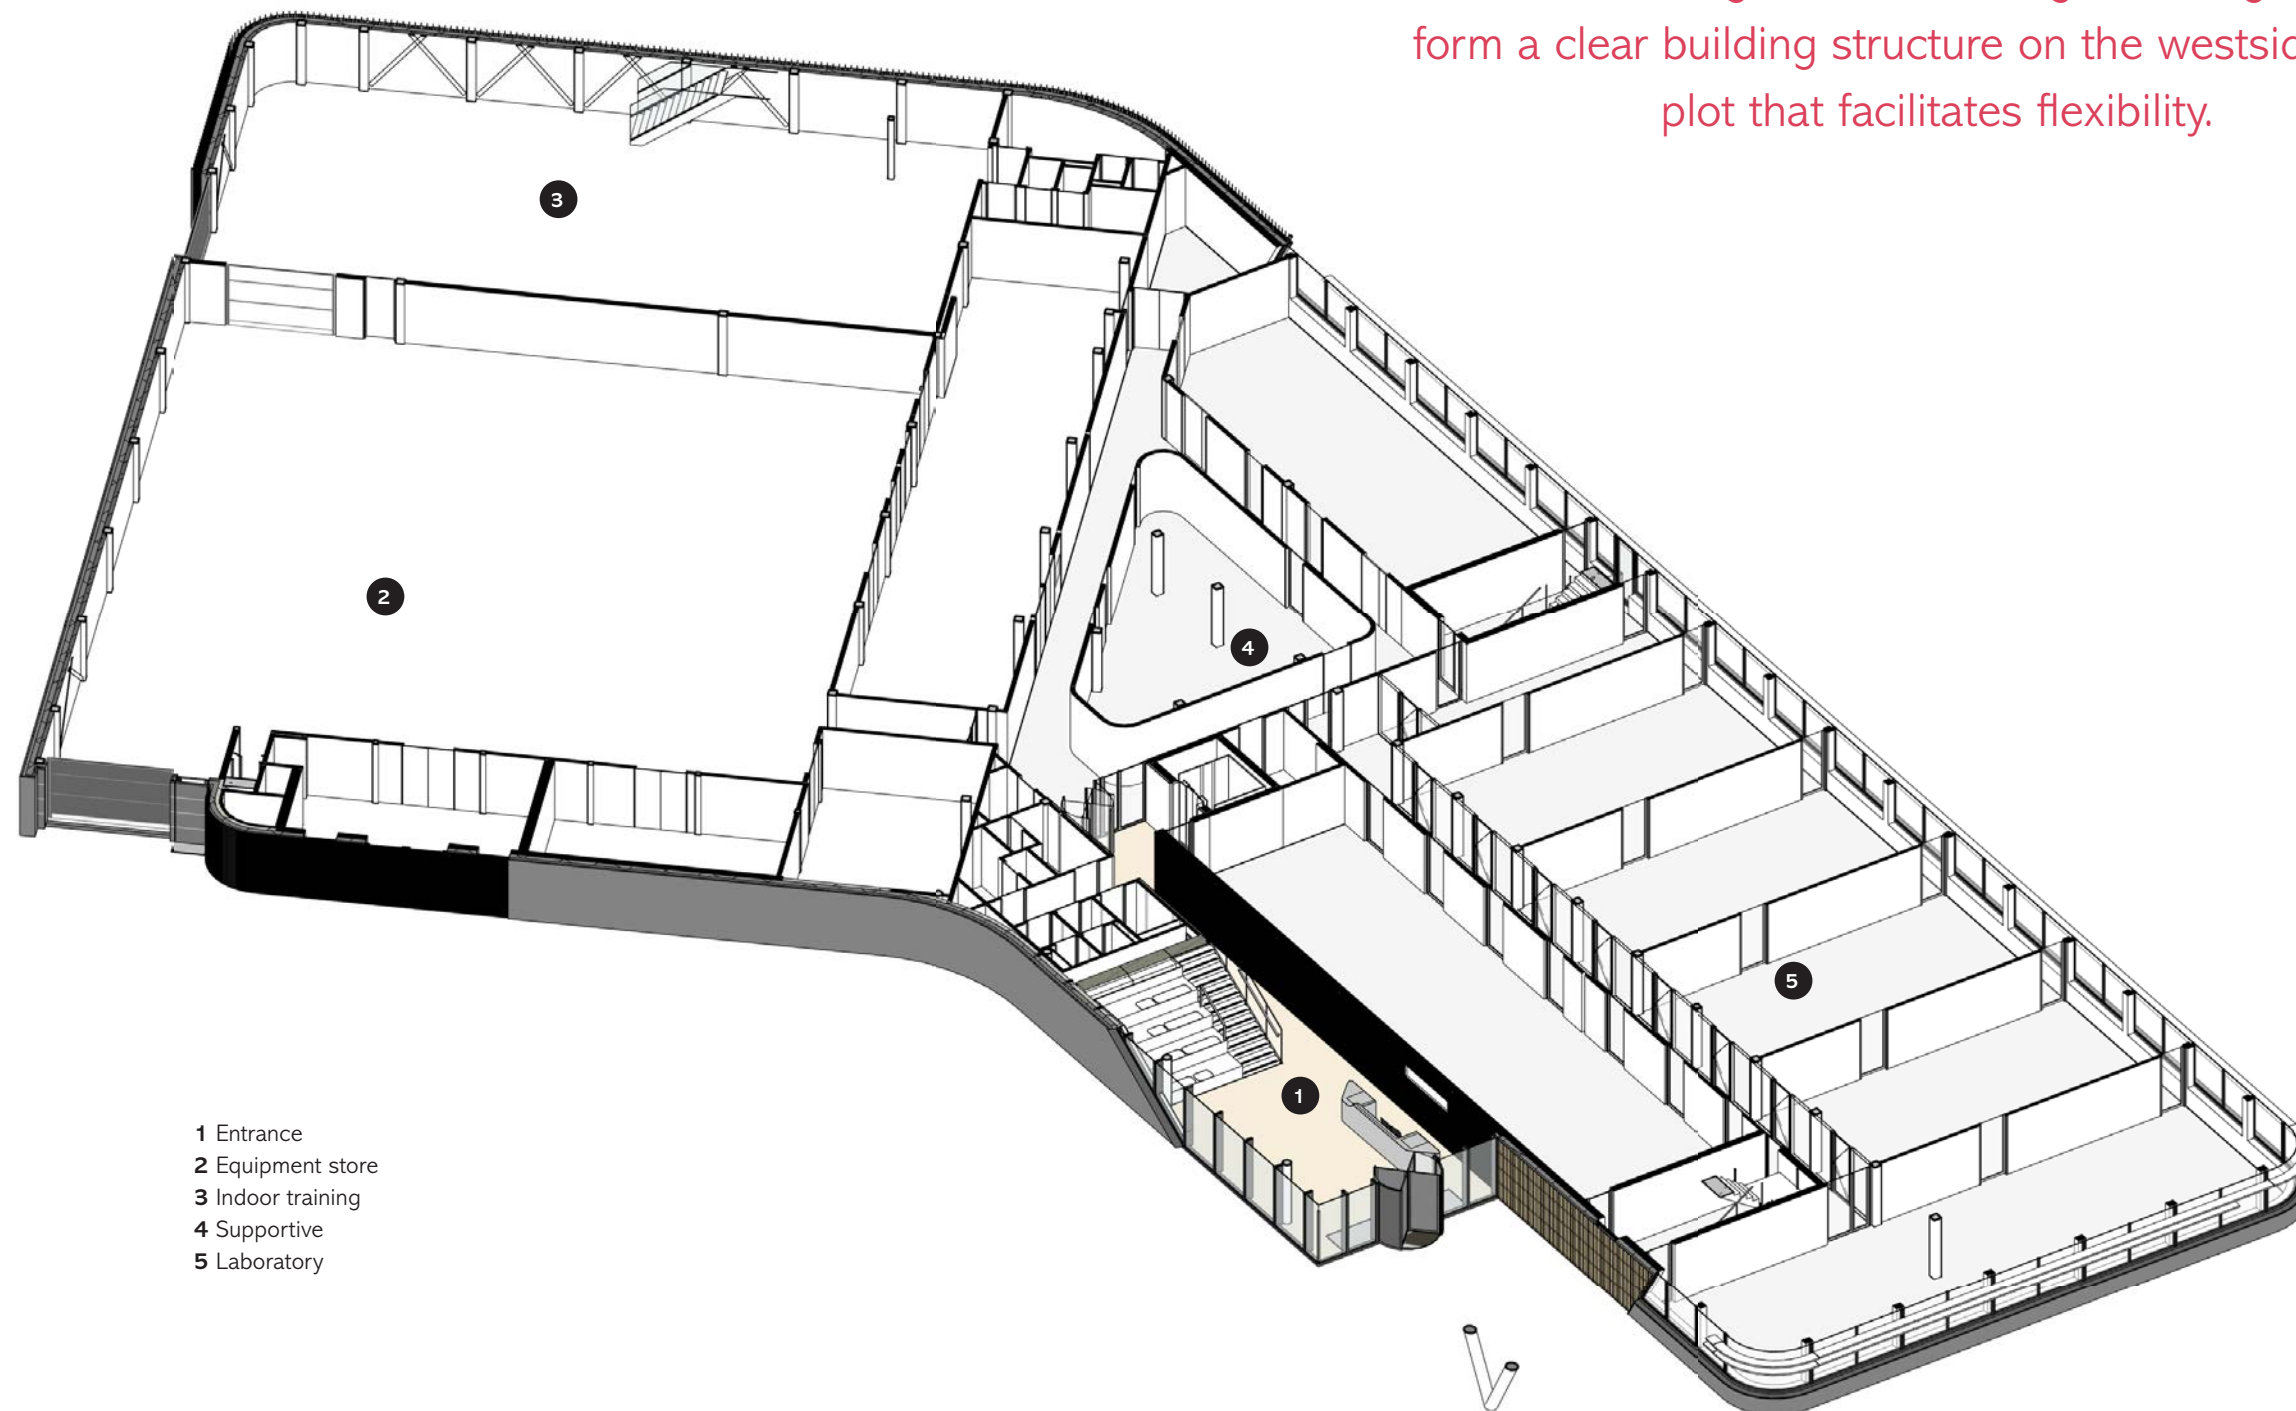 form a clear building structure on the
plot that facilitates flexibility.
3
2
4
5
1
1 Entrance
2 Equipment store
3 Indoor training
4 Supportive
5 Laboratory